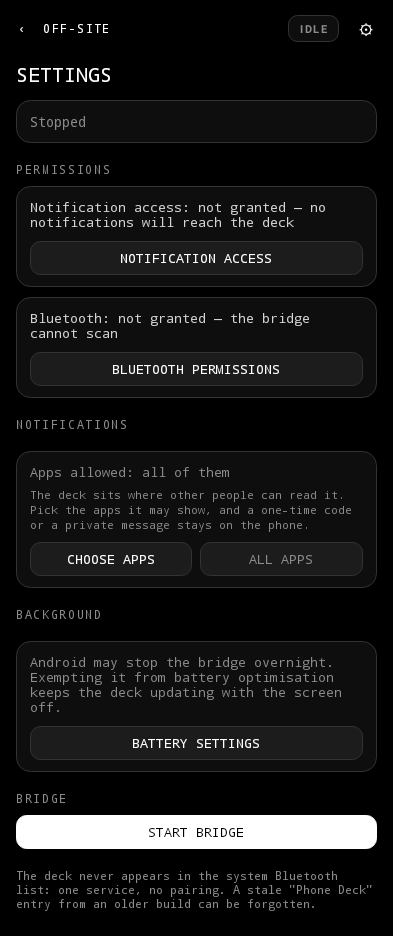 ‹ OFF-SITE IDLE
SETTINGS
Stopped
PERMISSIONS
Notification access: not granted — no
notifications will reach the deck
NOTIFICATION ACCESS
Bluetooth: not granted — the bridge
cannot scan
BLUETOOTH PERMISSIONS
NOTIFICATIONS
Apps allowed: all of them
The deck sits where other people can read it.
Pick the apps it may show, and a one-time code
or a private message stays on the phone.
CHOOSE APPS ALL APPS
BACKGROUND
Android may stop the bridge overnight.
Exempting it from battery optimisation
keeps the deck updating with the screen
off.
BATTERY SETTINGS
BRIDGE
START BRIDGE
The deck never appears in the system Bluetooth
list: one service, no pairing. A stale "Phone Deck"
entry from an older build can be forgotten.